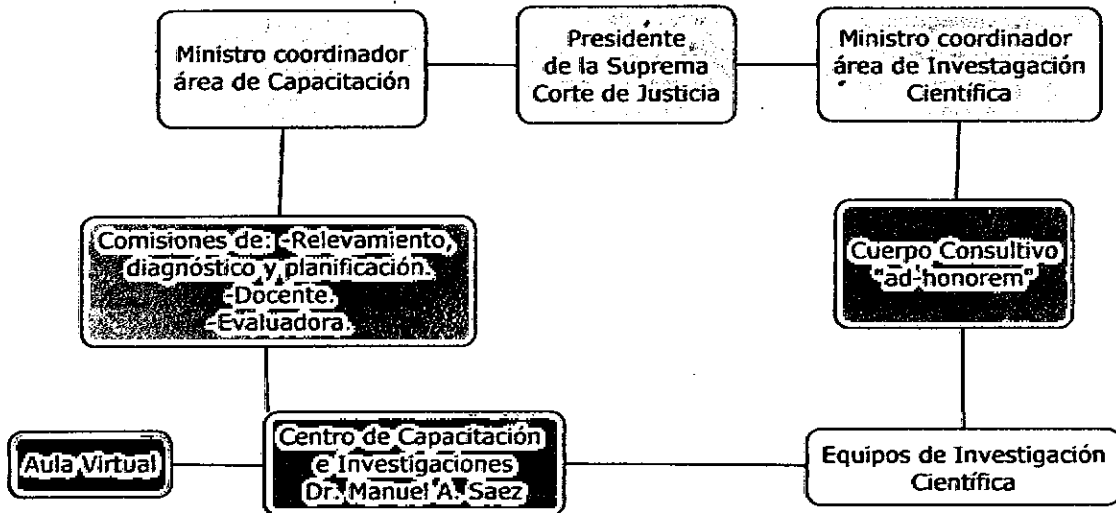 Ministro coordinador
área de Capacitación
Presidente
de la Suprema
Corte de Justicia
Ministro coordinador
área de Investagación
Científica
Comisiones de: -Relevamiento,
diagnóstico y planificación.
-Docente.
-Evaluadora.
Cuerpo Consultivo
"ad-honorem"
Aula Virtual
Centro de Capacitación
e Investigaciones
Dr. Manuel A. Saez
Equipos de Investigación
Científica